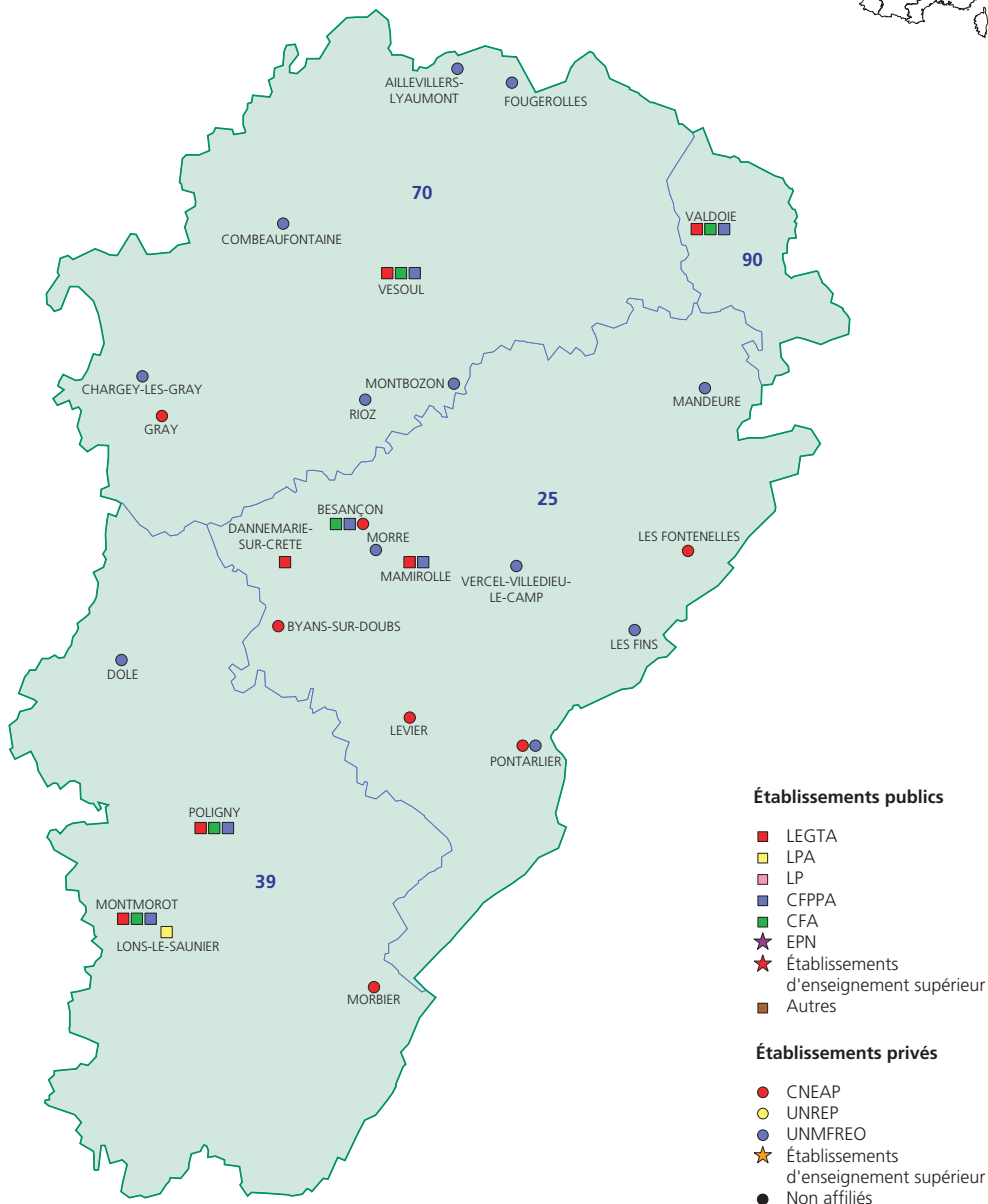 AILLEVILLERS-
LYAUMONT
FOUGEROLLES
70
VALDOIE
COMBEAUFONTAINE
90
VESOUL
MONTBOZON
CHARGEY-LES-GRAY
MANDEURE
RIOZ
GRAY
25
BESANÇON
DANNEMARIE-
SUR-CRETE
MORRE
LES FONTENELLES
MAMIROLLE
VERCEL-VILLEDIEU-
LE-CAMP
BYANS-SUR-DOUBS
LES FINS
DOLE
LEVIER
PONTARLIER
POLIGNY
39
MONTMOROT
LONS-LE-SAUNIER
MORBIER
Établissements publics
LEGTA
LPA
LP
CFPPA
CFA
EPN
Établissements
d'enseignement supérieur
Autres
Établissements privés
CNEAP
UNREP
UNMFREO
Établissements
d'enseignement supérieur
Non affiliés